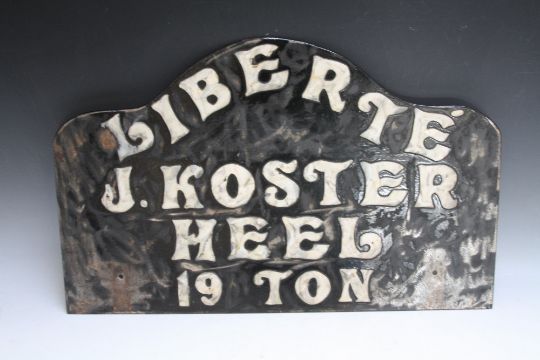 LIBERTÉ
J. KOSTER
HEEL
19 TON